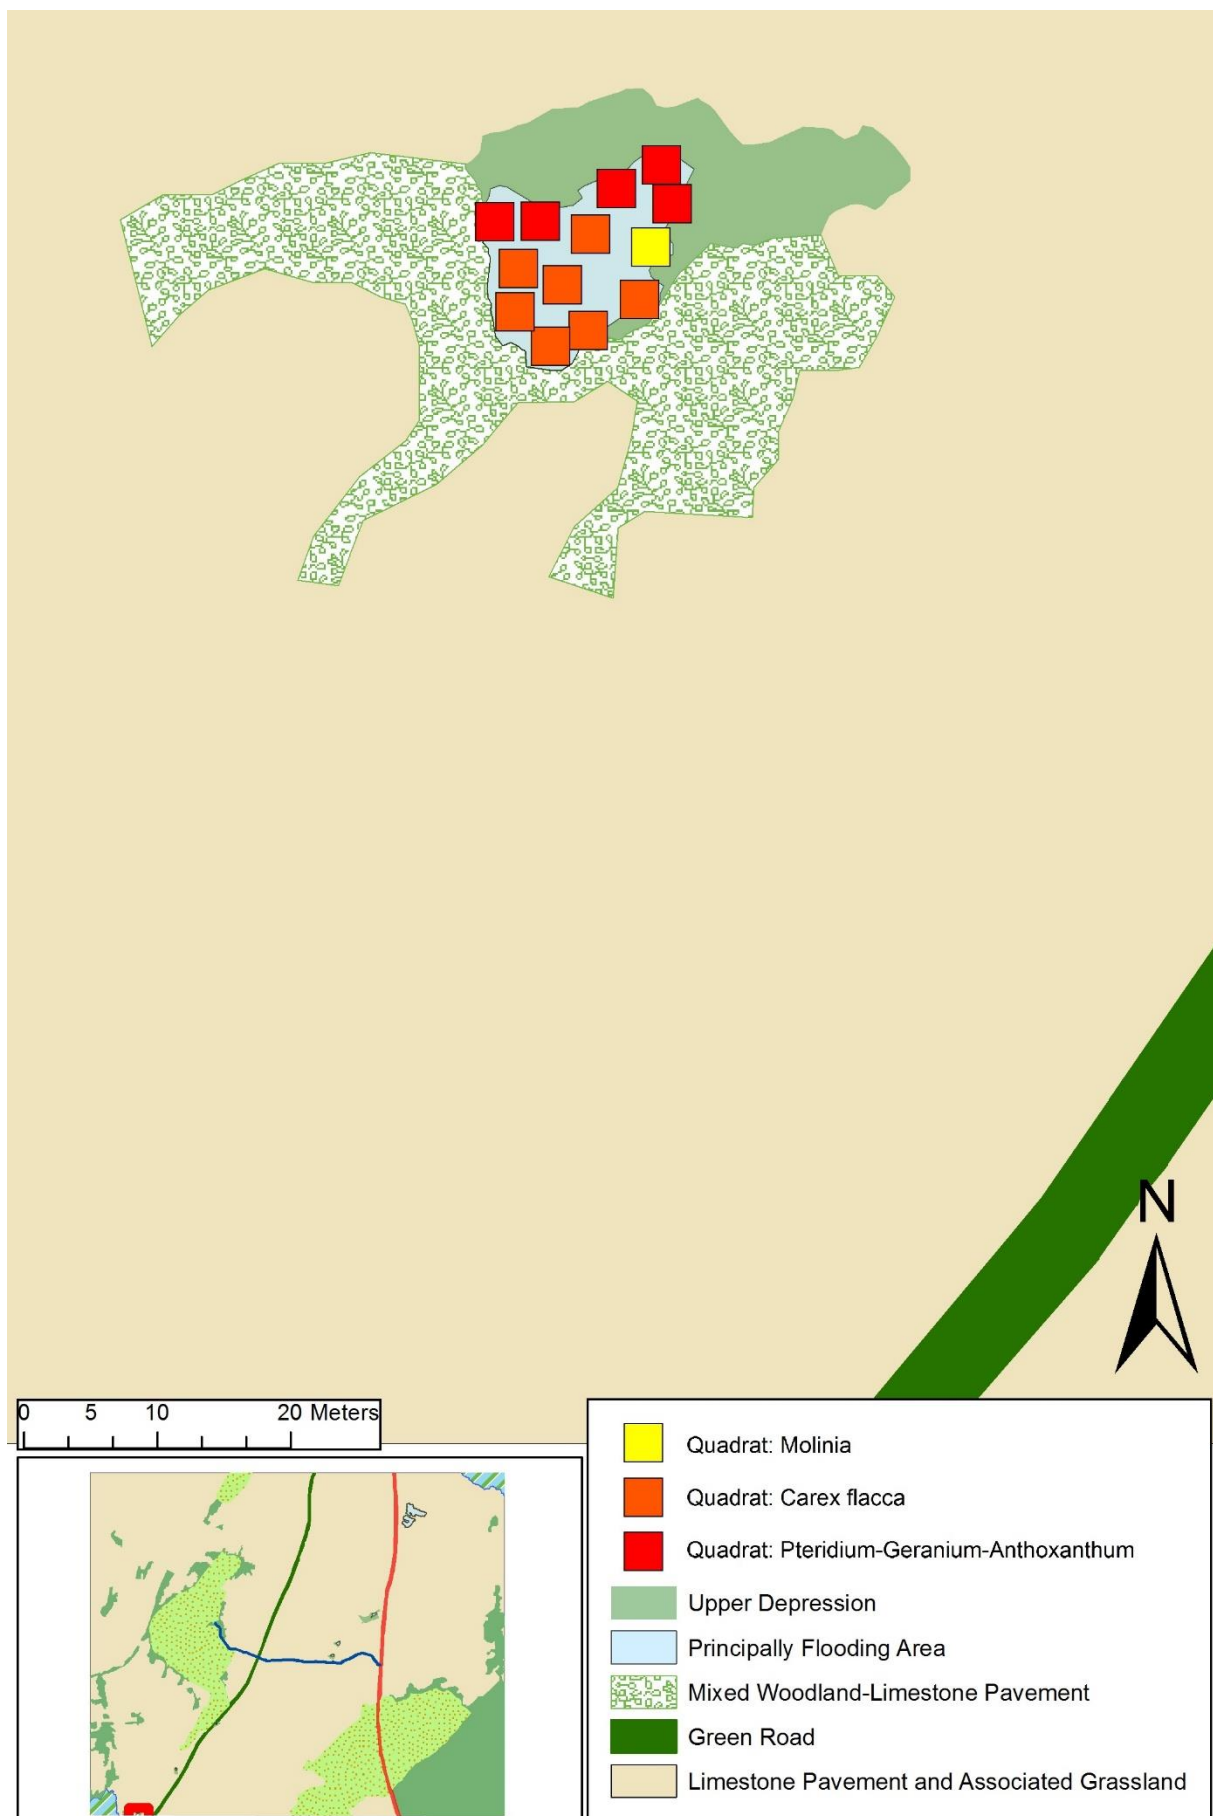 N
0 5 10 20 Meters
Quadrat: Molinia
Quadrat: Carex flacca
Quadrat: Pteridium-Geranium-Anthoxanthum
Upper Depression
Principally Flooding Area
Mixed Woodland-Limestone Pavement
Green Road
Limestone Pavement and Associated Grassland